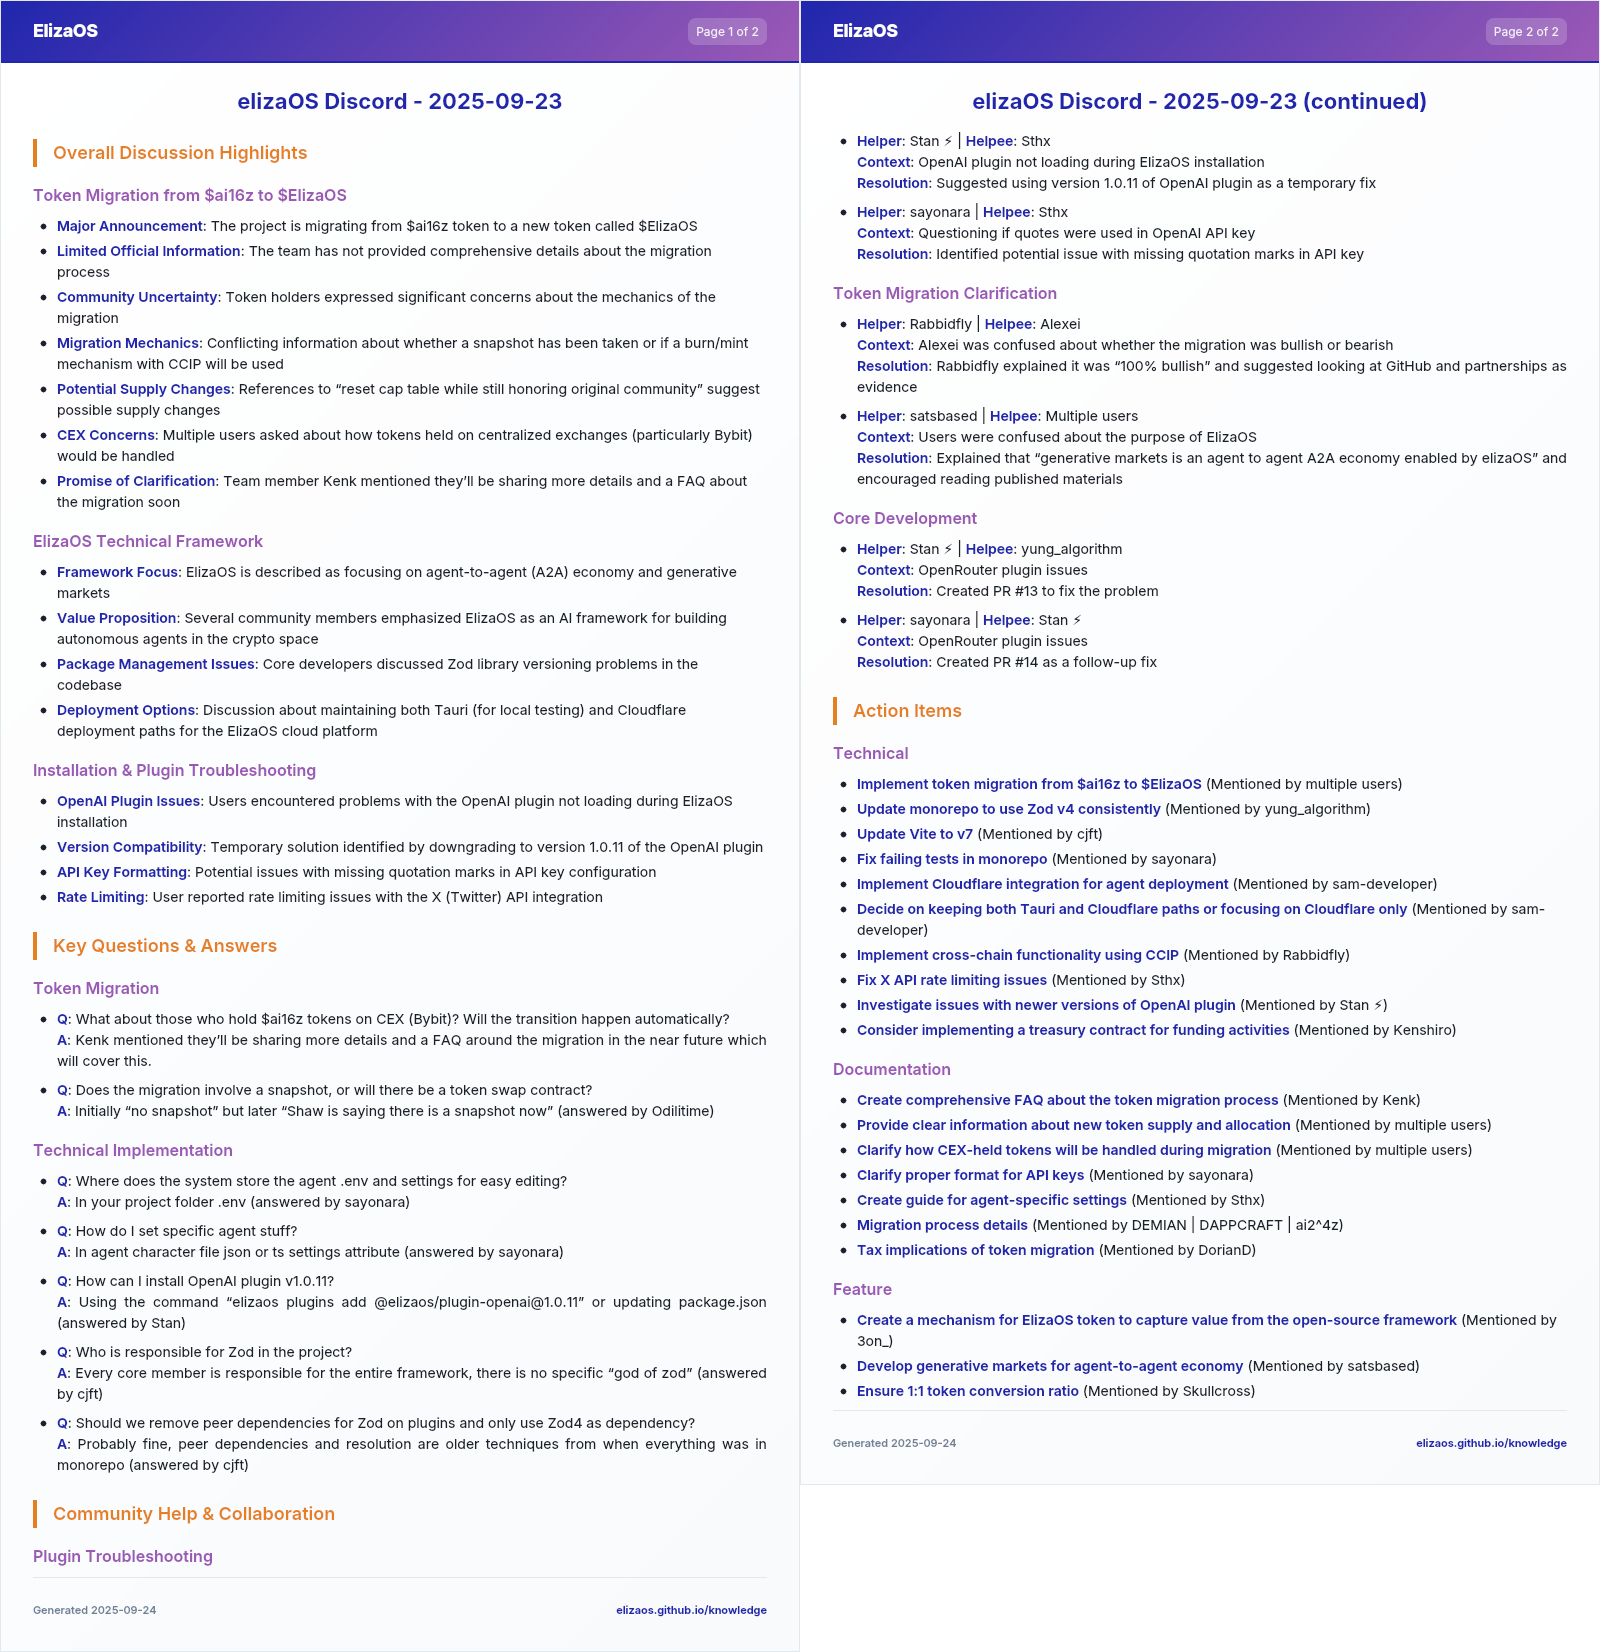 ElizaOS
Page 1 of 2
elizaOS Discord - 2025-09-23
Overall Discussion Highlights
Token Migration from $ai16z to $ElizaOS
• Major Announcement: The project is migrating from $ai16z token to a new token called $ElizaOS
• Limited Official Information: The team has not provided comprehensive details about the migration
process
• Community Uncertainty: Token holders expressed significant concerns about the mechanics of the
migration
• Migration Mechanics: Conflicting information about whether a snapshot has been taken or if a burn/mint
mechanism with CCIP will be used
• Potential Supply Changes: References to “reset cap table while still honoring original community” suggest
possible supply changes
• CEX Concerns: Multiple users asked about how tokens held on centralized exchanges (particularly Bybit)
would be handled
• Promise of Clarification: Team member Kenk mentioned they’ll be sharing more details and a FAQ about
the migration soon
ElizaOS Technical Framework
• Framework Focus: ElizaOS is described as focusing on agent-to-agent (A2A) economy and generative
markets
• Value Proposition: Several community members emphasized ElizaOS as an AI framework for building
autonomous agents in the crypto space
• Package Management Issues: Core developers discussed Zod library versioning problems in the
codebase
• Deployment Options: Discussion about maintaining both Tauri (for local testing) and Cloudflare
deployment paths for the ElizaOS cloud platform
Installation & Plugin Troubleshooting
• OpenAI Plugin Issues: Users encountered problems with the OpenAI plugin not loading during ElizaOS
installation
• Version Compatibility: Temporary solution identified by downgrading to version 1.0.11 of the OpenAI plugin
• API Key Formatting: Potential issues with missing quotation marks in API key configuration
• Rate Limiting: User reported rate limiting issues with the X (Twitter) API integration
Key Questions & Answers
Token Migration
• Q: What about those who hold $ai16z tokens on CEX (Bybit)? Will the transition happen automatically?
A: Kenk mentioned they’ll be sharing more details and a FAQ around the migration in the near future which
will cover this.
• Q: Does the migration involve a snapshot, or will there be a token swap contract?
A: Initially “no snapshot” but later “Shaw is saying there is a snapshot now” (answered by Odilitime)
Technical Implementation
• Q: Where does the system store the agent .env and settings for easy editing?
A: In your project folder .env (answered by sayonara)
• Q: How do I set specific agent stuff?
A: In agent character file json or ts settings attribute (answered by sayonara)
• Q: How can I install OpenAI plugin v1.0.11?
A: Using the command “elizaos plugins add @elizaos/plugin-openai@1.0.11” or updating package.json
(answered by Stan)
• Q: Who is responsible for Zod in the project?
A: Every core member is responsible for the entire framework, there is no specific “god of zod” (answered
by cjft)
• Q: Should we remove peer dependencies for Zod on plugins and only use Zod4 as dependency?
A: Probably fine, peer dependencies and resolution are older techniques from when everything was in
monorepo (answered by cjft)
Community Help & Collaboration
Plugin Troubleshooting
Generated 2025-09-24
elizaos.github.io/knowledge
ElizaOS
Page 2 of 2
elizaOS Discord - 2025-09-23 (continued)
• Helper: Stan ⚡ | Helpee: Sthx
Context: OpenAI plugin not loading during ElizaOS installation
Resolution: Suggested using version 1.0.11 of OpenAI plugin as a temporary fix
• Helper: sayonara | Helpee: Sthx
Context: Questioning if quotes were used in OpenAI API key
Resolution: Identified potential issue with missing quotation marks in API key
Token Migration Clarification
• Helper: Rabbidfly | Helpee: Alexei
Context: Alexei was confused about whether the migration was bullish or bearish
Resolution: Rabbidfly explained it was “100% bullish” and suggested looking at GitHub and partnerships as
evidence
• Helper: satsbased | Helpee: Multiple users
Context: Users were confused about the purpose of ElizaOS
Resolution: Explained that “generative markets is an agent to agent A2A economy enabled by elizaOS” and
encouraged reading published materials
Core Development
• Helper: Stan ⚡ | Helpee: yung_algorithm
Context: OpenRouter plugin issues
Resolution: Created PR #13 to fix the problem
• Helper: sayonara | Helpee: Stan ⚡
Context: OpenRouter plugin issues
Resolution: Created PR #14 as a follow-up fix
Action Items
Technical
• Implement token migration from $ai16z to $ElizaOS (Mentioned by multiple users)
• Update monorepo to use Zod v4 consistently (Mentioned by yung_algorithm)
• Update Vite to v7 (Mentioned by cjft)
• Fix failing tests in monorepo (Mentioned by sayonara)
• Implement Cloudflare integration for agent deployment (Mentioned by sam-developer)
• Decide on keeping both Tauri and Cloudflare paths or focusing on Cloudflare only (Mentioned by sam-
developer)
• Implement cross-chain functionality using CCIP (Mentioned by Rabbidfly)
• Fix X API rate limiting issues (Mentioned by Sthx)
• Investigate issues with newer versions of OpenAI plugin (Mentioned by Stan ⚡)
• Consider implementing a treasury contract for funding activities (Mentioned by Kenshiro)
Documentation
• Create comprehensive FAQ about the token migration process (Mentioned by Kenk)
• Provide clear information about new token supply and allocation (Mentioned by multiple users)
• Clarify how CEX-held tokens will be handled during migration (Mentioned by multiple users)
• Clarify proper format for API keys (Mentioned by sayonara)
• Create guide for agent-specific settings (Mentioned by Sthx)
• Migration process details (Mentioned by DEMIAN | DAPPCRAFT | ai2^4z)
• Tax implications of token migration (Mentioned by DorianD)
Feature
• Create a mechanism for ElizaOS token to capture value from the open-source framework (Mentioned by
3on_)
• Develop generative markets for agent-to-agent economy (Mentioned by satsbased)
• Ensure 1:1 token conversion ratio (Mentioned by Skullcross)
Generated 2025-09-24
elizaos.github.io/knowledge